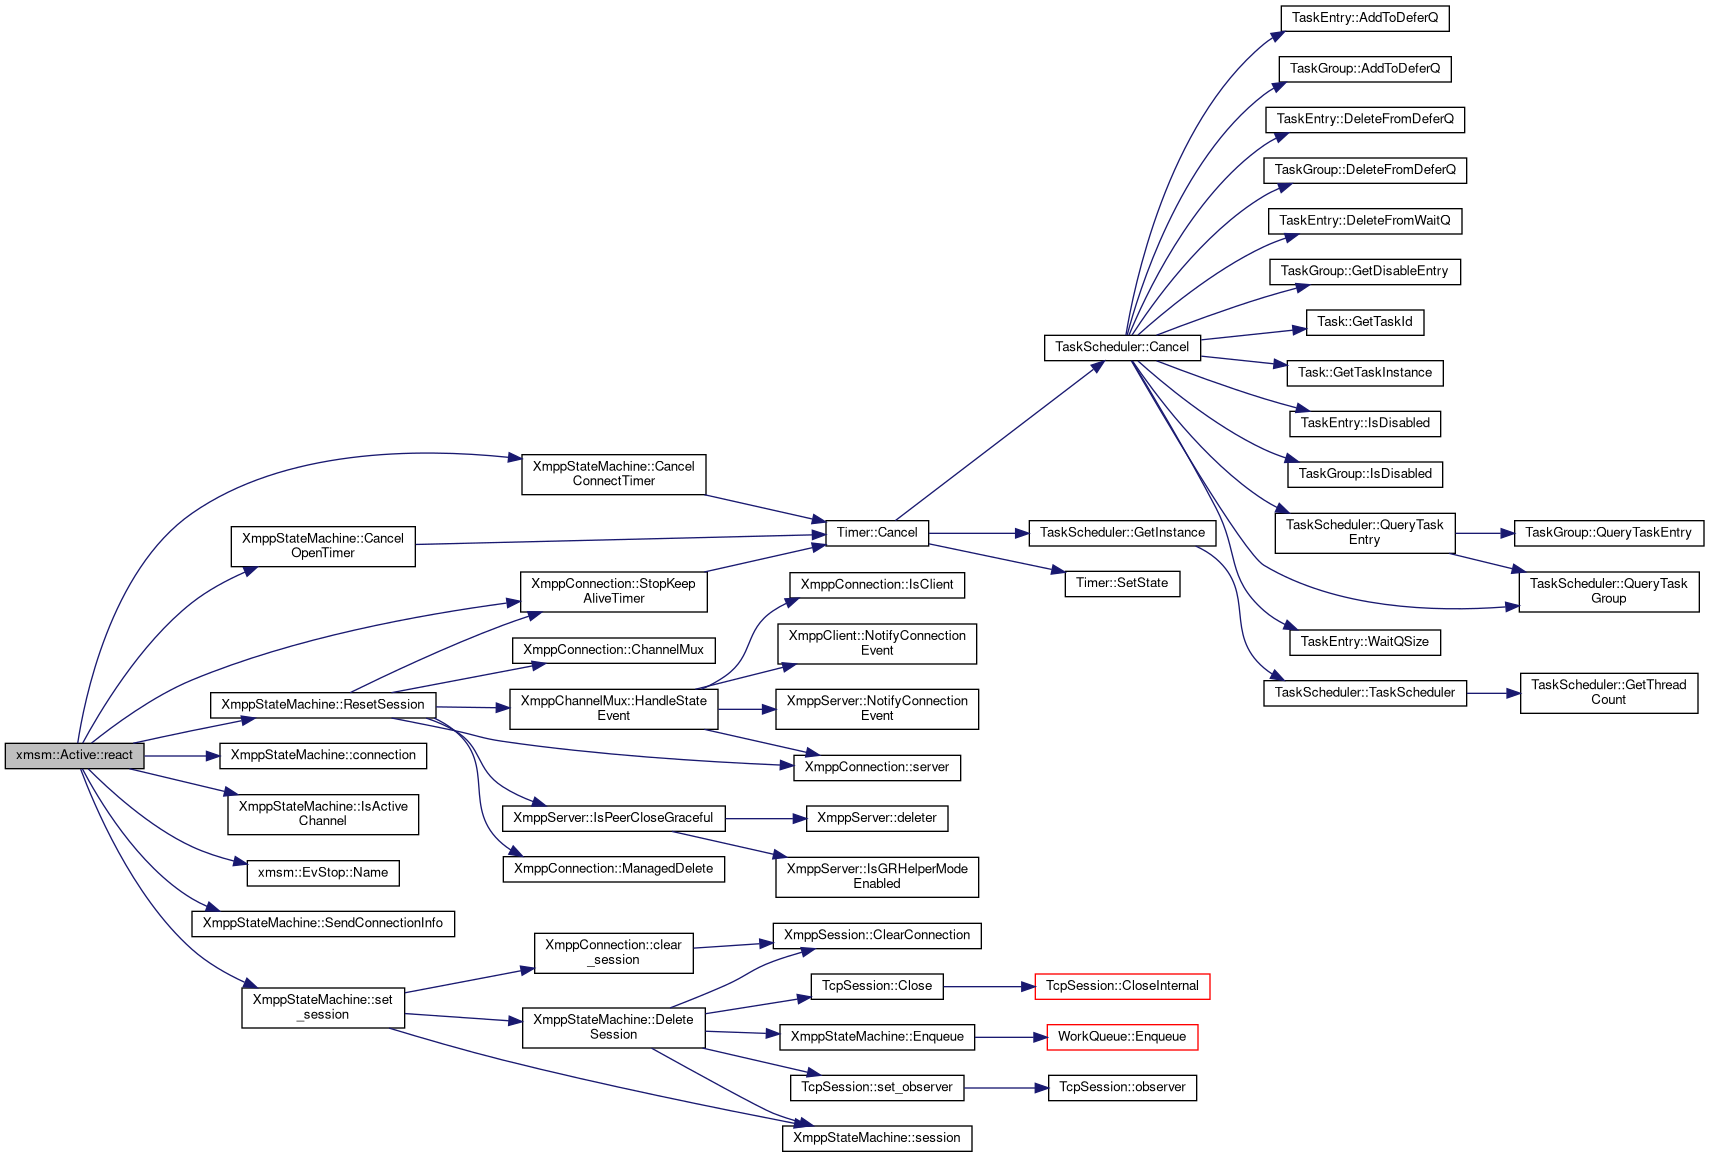 xmsm::Active::react
XmppStateMachine::Cancel
ConnectTimer
XmppStateMachine::Cancel
OpenTimer
XmppConnection::StopKeep
AliveTimer
XmppStateMachine::ResetSession
XmppStateMachine::connection
XmppStateMachine::IsActive
Channel
xmsm::EvStop::Name
XmppStateMachine::SendConnectionInfo
XmppStateMachine::set
_session
XmppConnection::ChannelMux
XmppChannelMux::HandleState
Event
XmppServer::IsPeerCloseGraceful
XmppConnection::ManagedDelete
XmppConnection::clear
_session
XmppStateMachine::Delete
Session
Timer::Cancel
XmppConnection::IsClient
XmppClient::NotifyConnection
Event
XmppServer::NotifyConnection
Event
XmppConnection::server
XmppServer::deleter
XmppServer::IsGRHelperMode
Enabled
XmppSession::ClearConnection
TcpSession::Close
XmppStateMachine::Enqueue
TcpSession::set_observer
XmppStateMachine::session
TaskScheduler::Cancel
TaskScheduler::GetInstance
Timer::SetState
TcpSession::CloseInternal
WorkQueue::Enqueue
TcpSession::observer
TaskEntry::AddToDeferQ
TaskGroup::AddToDeferQ
TaskEntry::DeleteFromDeferQ
TaskGroup::DeleteFromDeferQ
TaskEntry::DeleteFromWaitQ
TaskGroup::GetDisableEntry
Task::GetTaskId
Task::GetTaskInstance
TaskEntry::IsDisabled
TaskGroup::IsDisabled
TaskScheduler::QueryTask
Entry
TaskEntry::WaitQSize
TaskScheduler::TaskScheduler
TaskGroup::QueryTaskEntry
TaskScheduler::QueryTask
Group
TaskScheduler::GetThread
Count